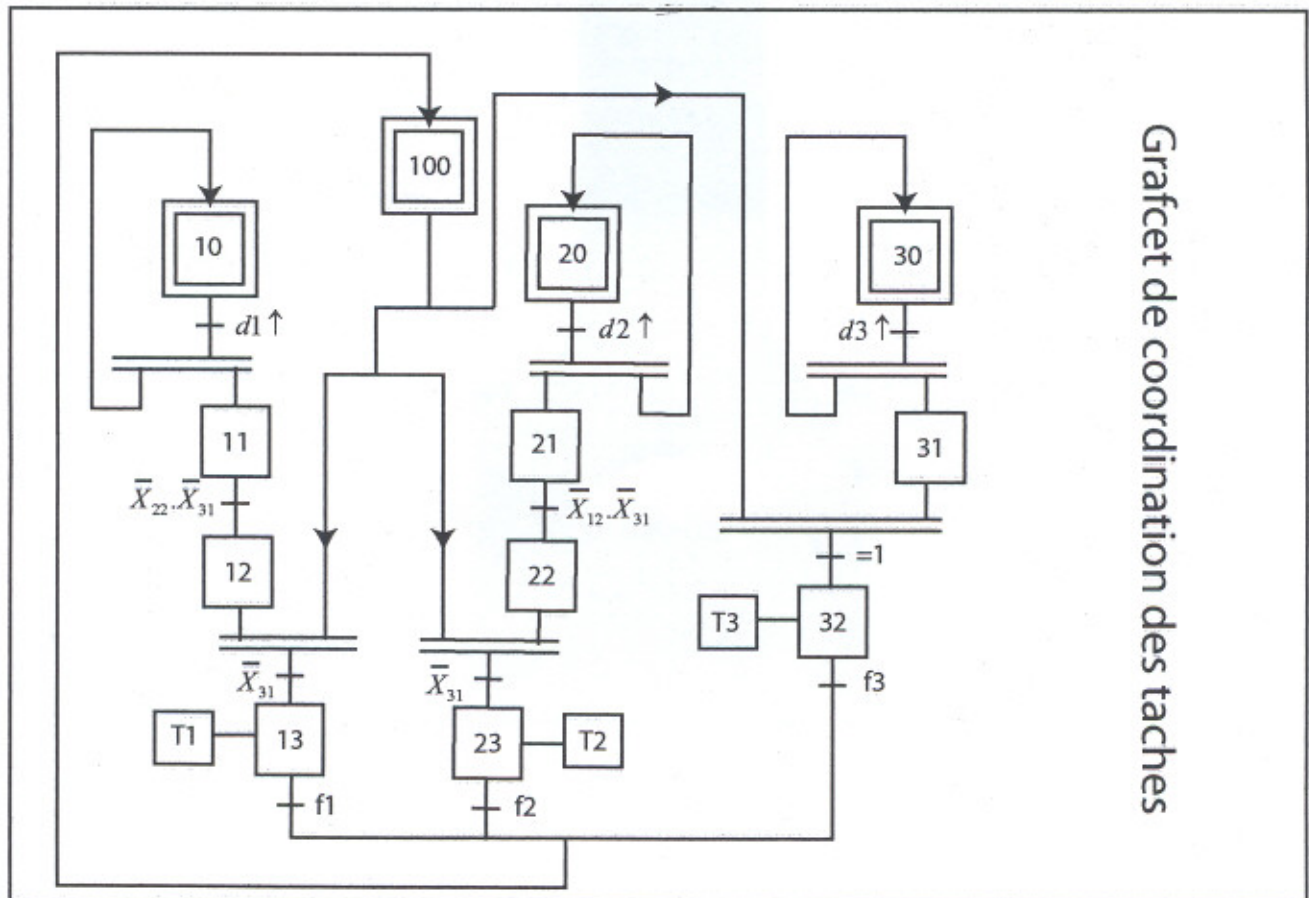 100
10
20
30
d1↑
d2↑
d3↑
11
21
31
X̅22.X̅31
X̅12.X̅31
12
22
=1
T3
32
X̅31
X̅31
f3
T1
13
23
T2
f1
f2
Grafcet de coordination des taches